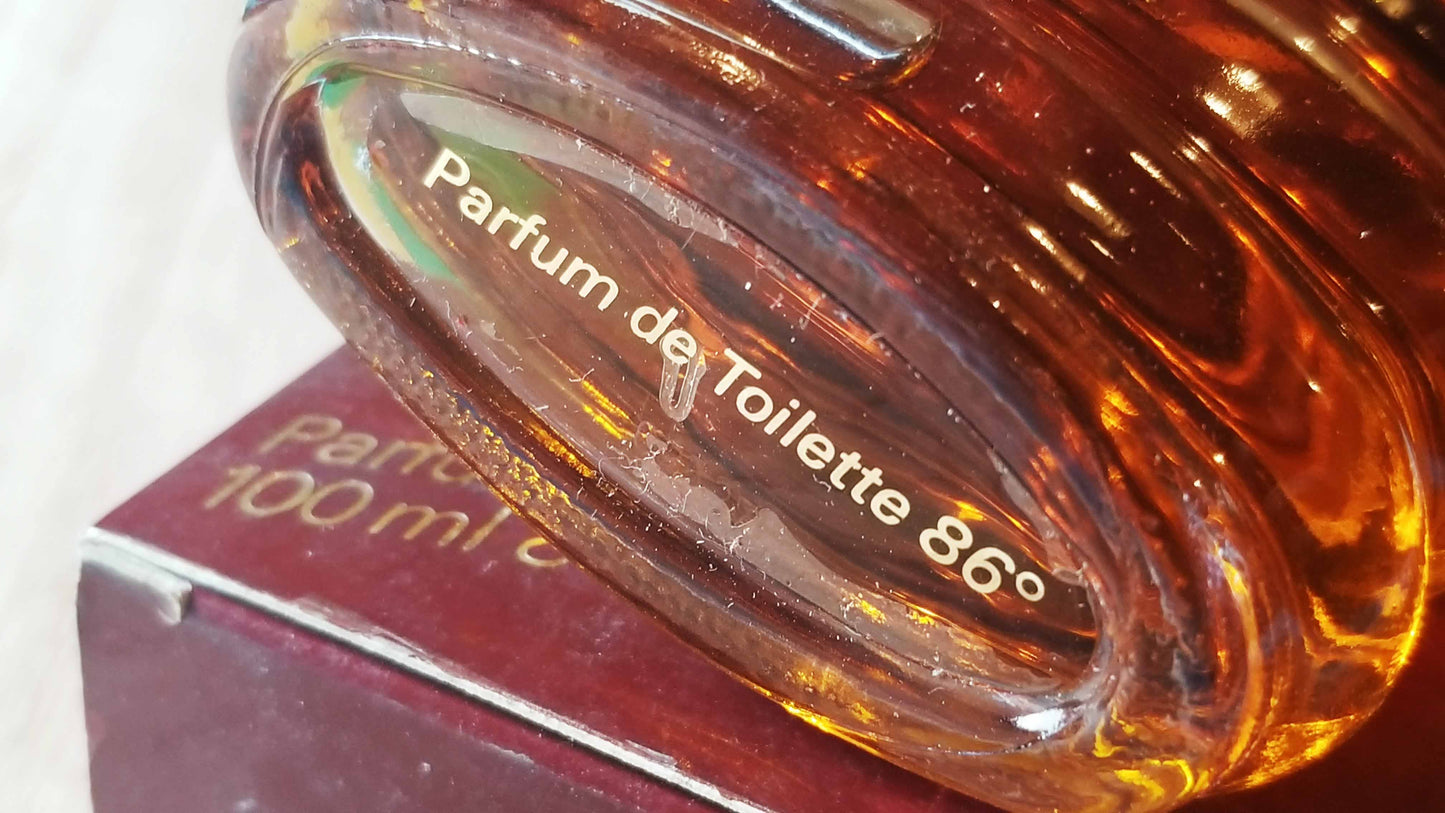 Parfum de Toilette 86°
100 ml